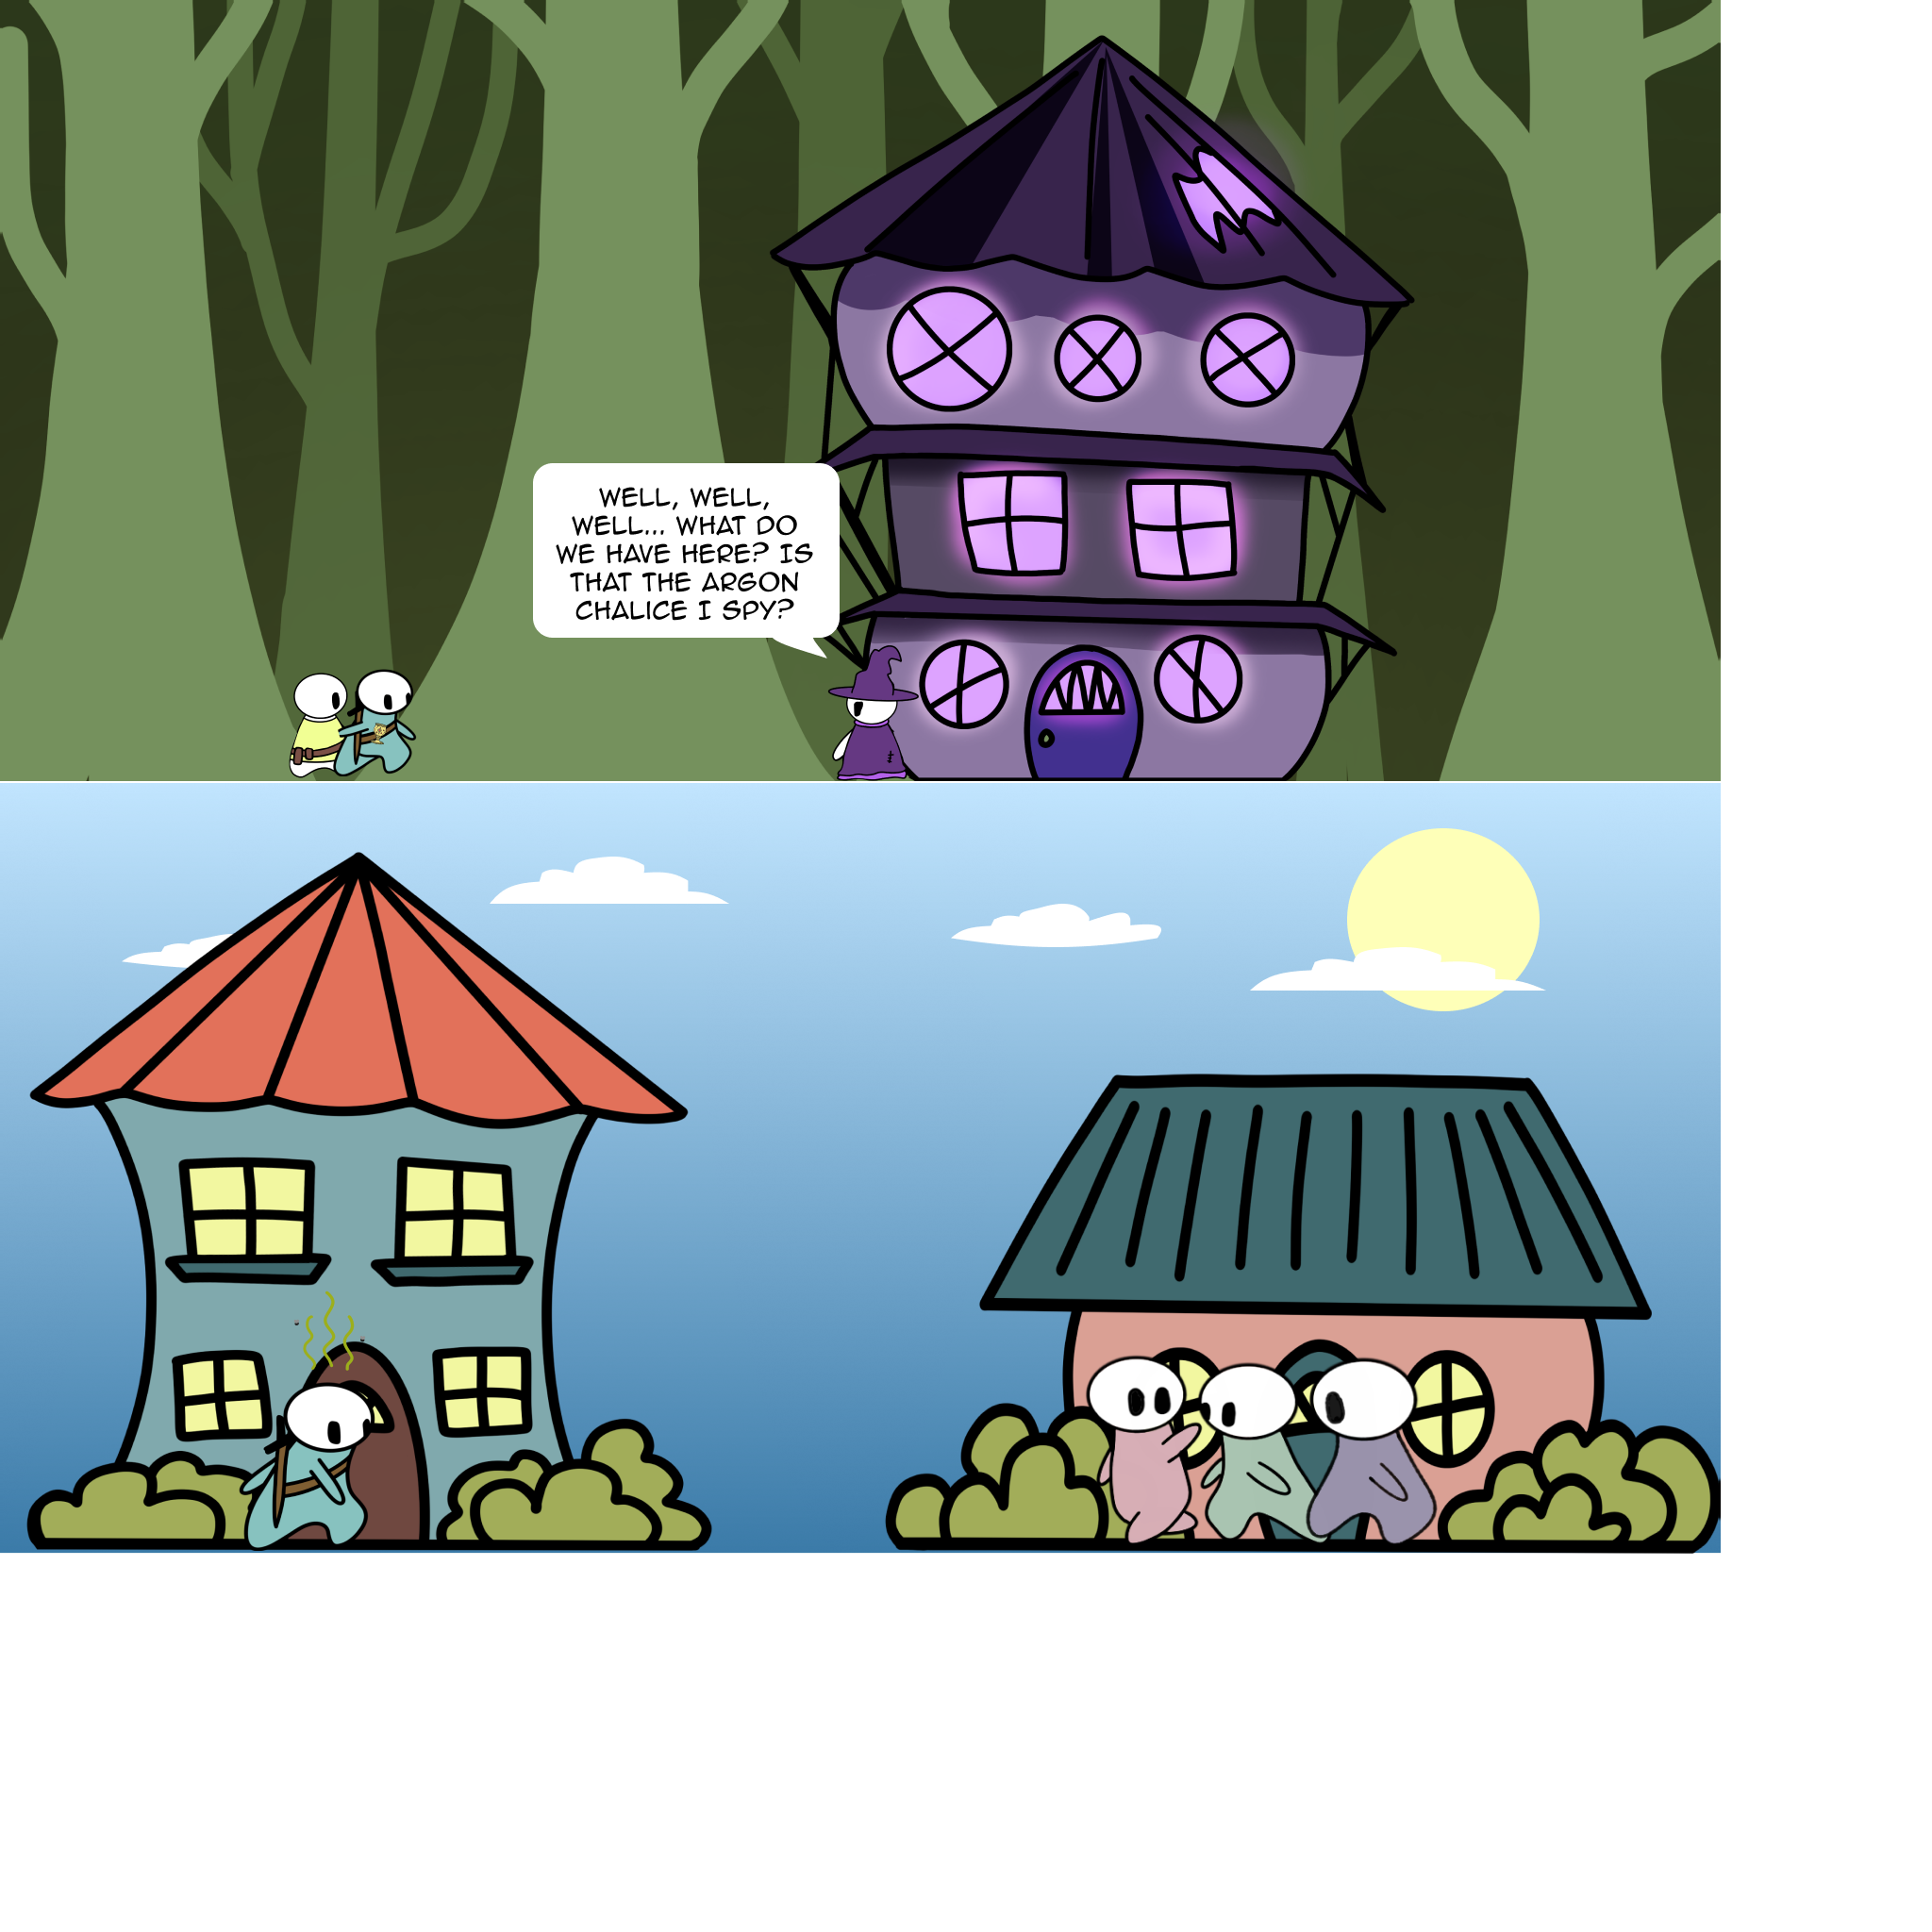 WELL, WELL,
WELL... WHAT DO
WE HAVE HERE? IS
THAT THE ARGON
CHALICE I SPY?